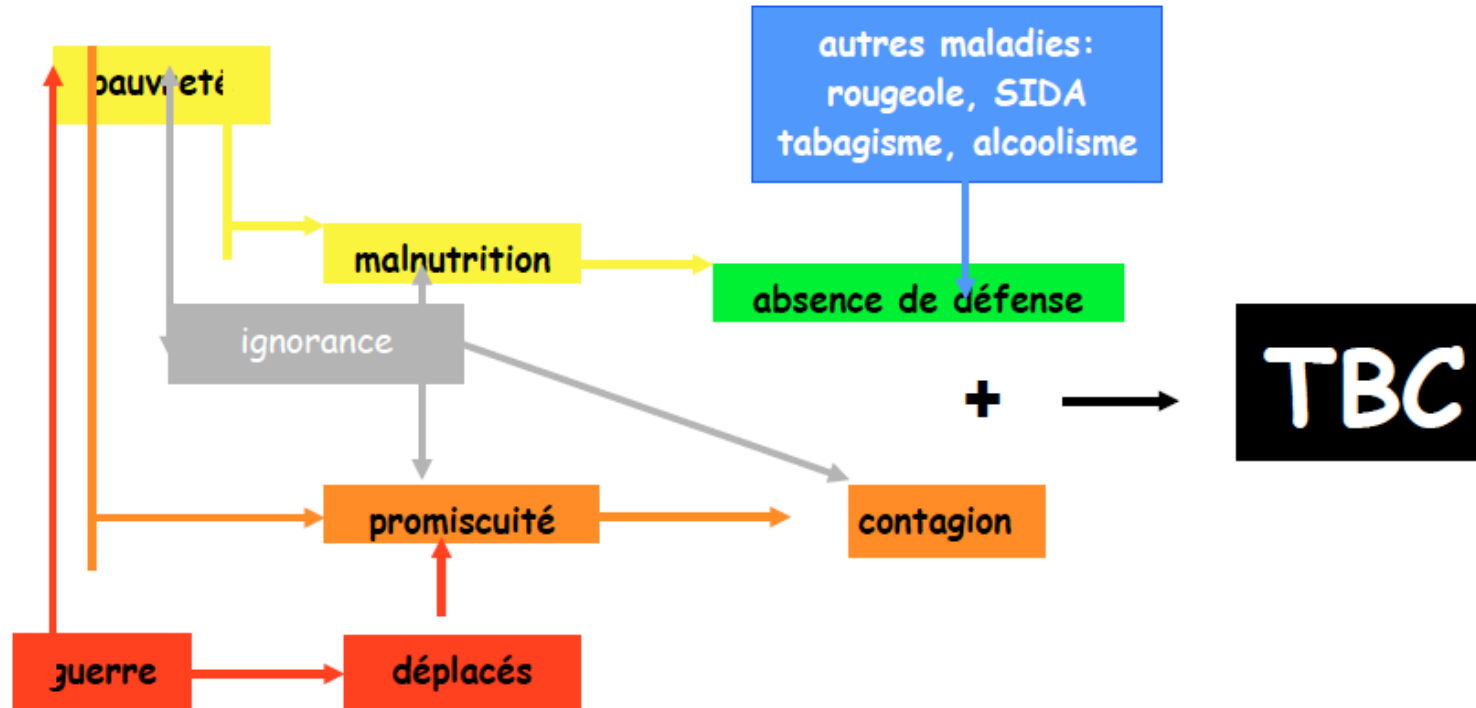 autres maladies:
rougeole, SIDA
tabagisme, alcoolisme
pauvreté
malnutrition
absence de défense
ignorance
+
TBC
promiscuité
contagion
guerre
déplacés